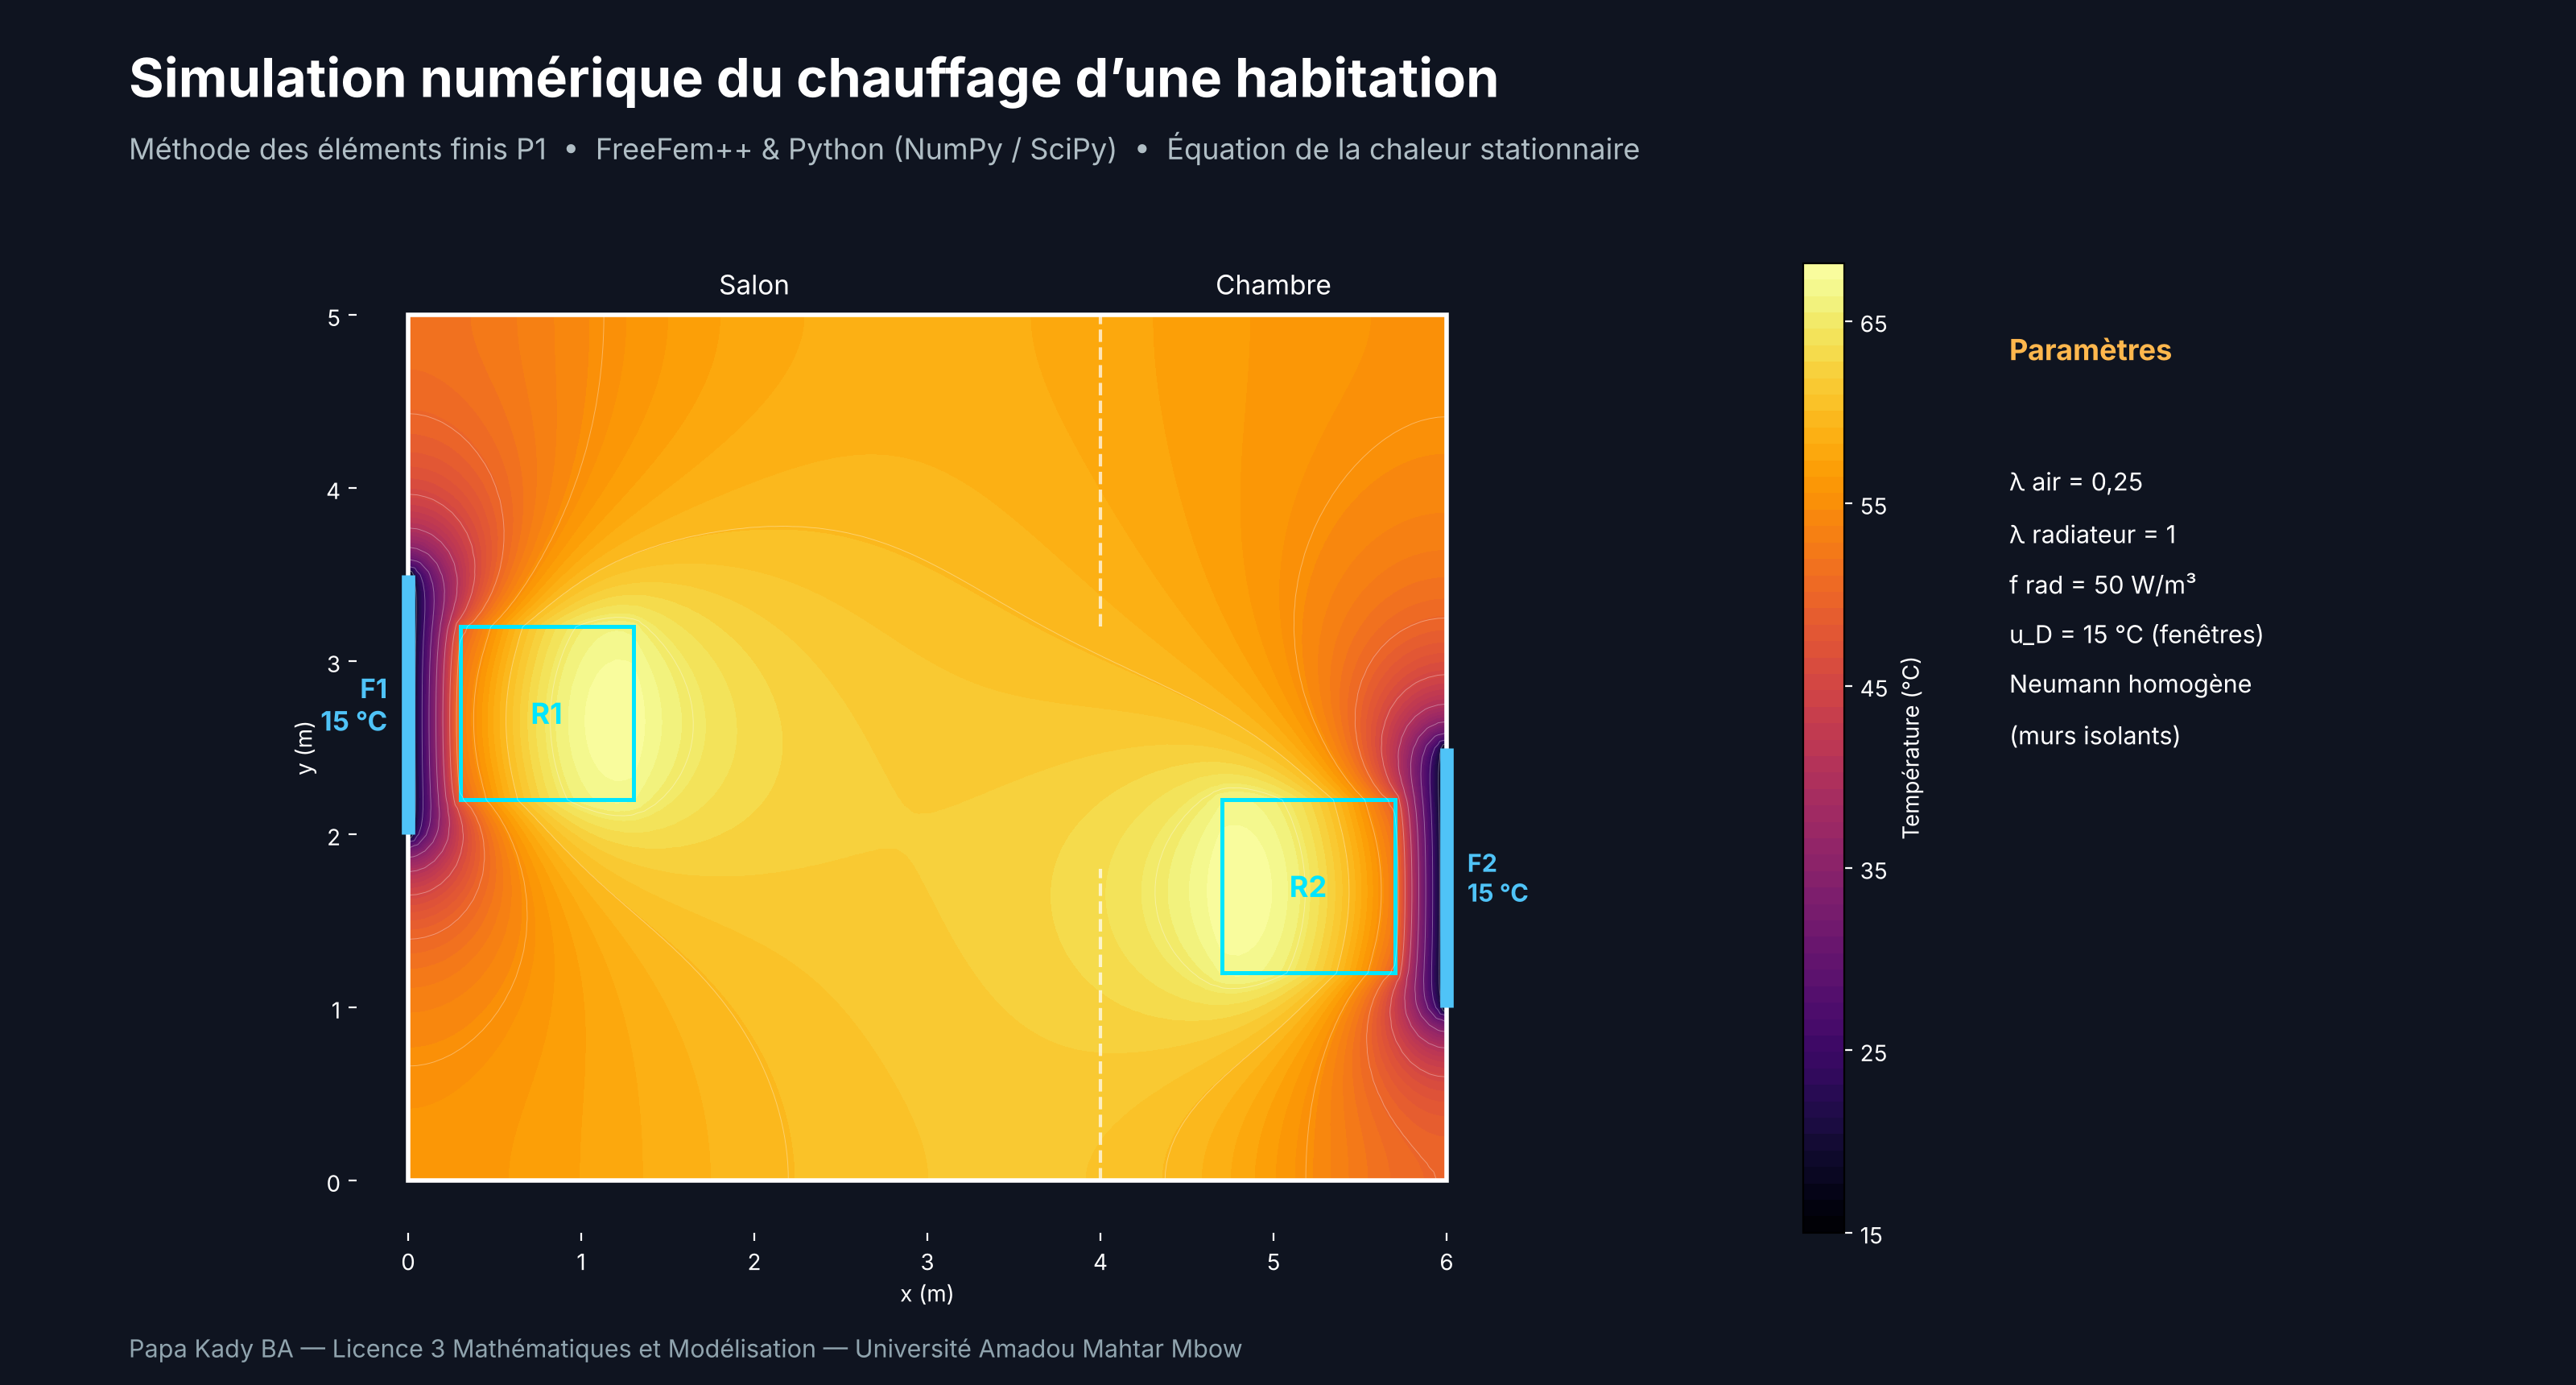 Simulation numérique du chauffage d’une habitation
Méthode des éléments finis P1 • FreeFem++ & Python (NumPy / SciPy) • Équation de la chaleur stationnaire
Salon
Chambre
5
4
3
2
1
0
y (m)
F1
15 °C
R1
R2
F2
15 °C
0
1
2
3
4
5
6
x (m)
65
55
45
35
25
15
Température (°C)
Paramètres
λ air = 0,25
λ radiateur = 1
f rad = 50 W/m³
u_D = 15 °C (fenêtres)
Neumann homogène
(murs isolants)
Papa Kady BA — Licence 3 Mathématiques et Modélisation — Université Amadou Mahtar Mbow